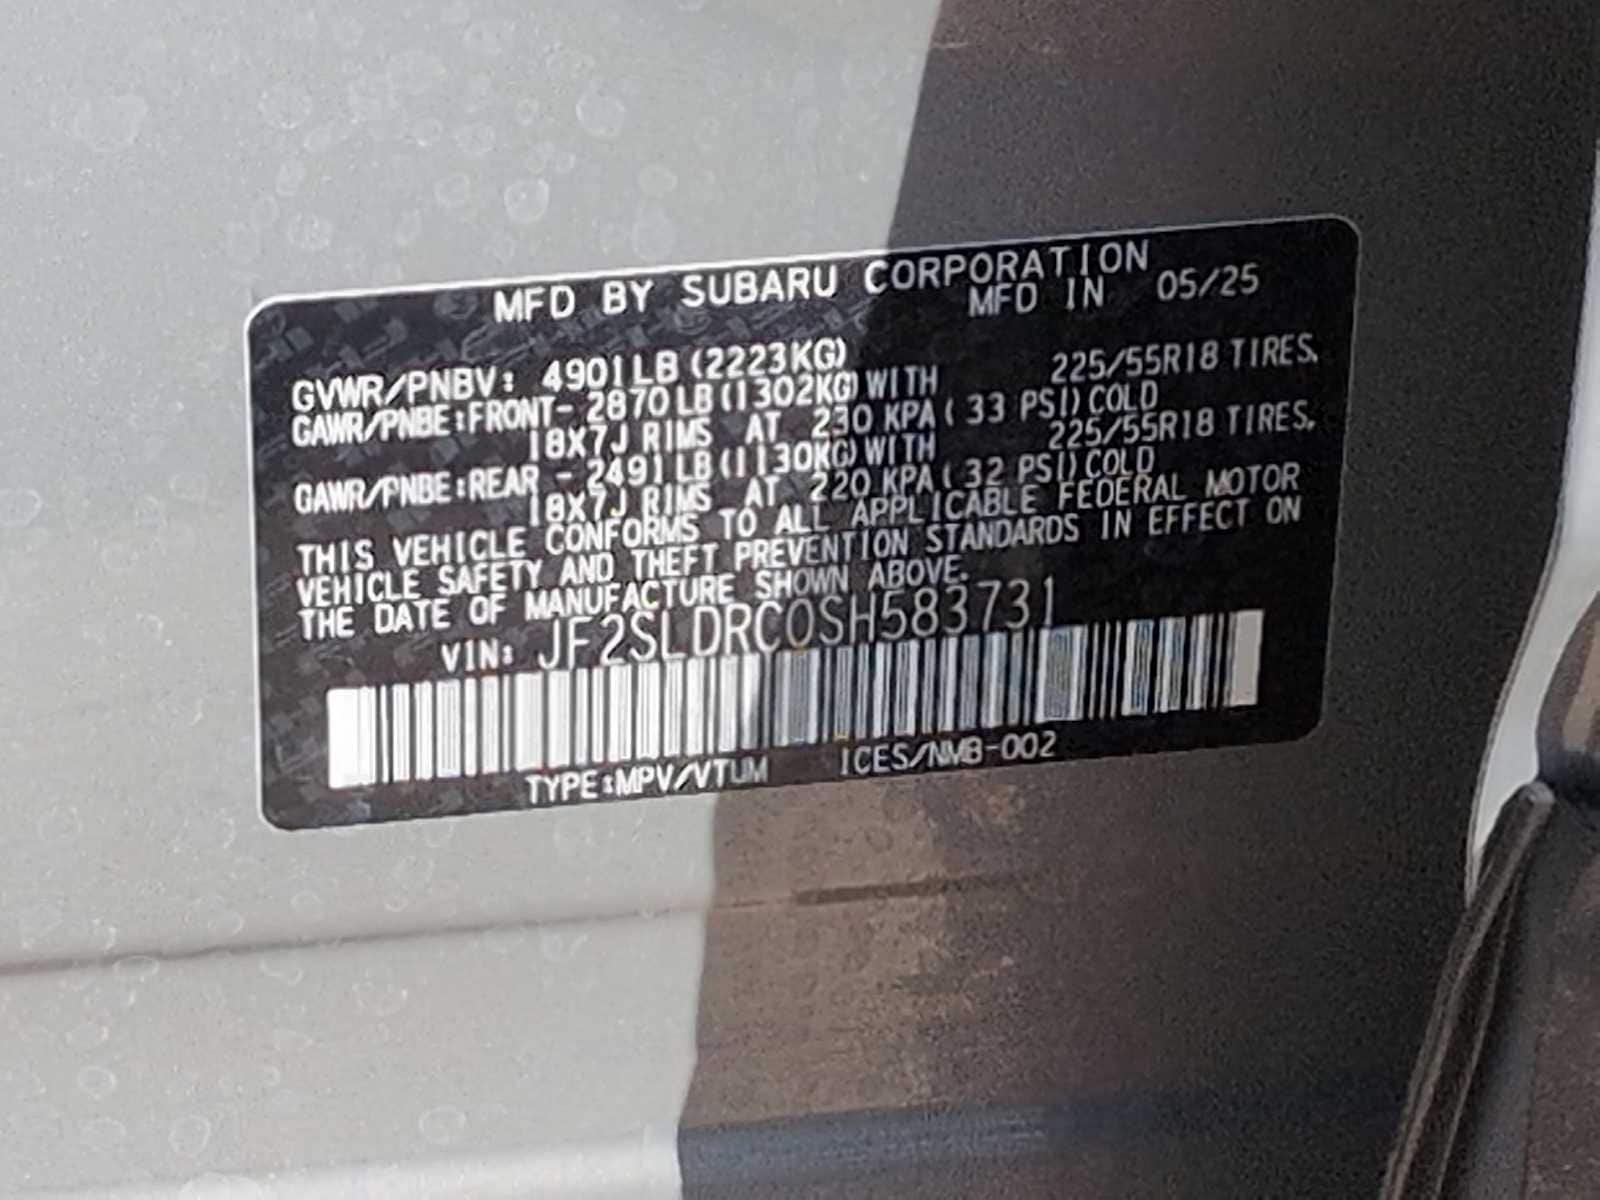 MFD BY SUBARU CORPORATION
MFD IN 05/25
GVWR/PNBV: 4901LB (2223KG)
GAWR/PNBE:FRONT- 2870LB(1302KG)WITH 225/55R18 TIRES.
18X7J RIMS AT 230 KPA( 33 PSI)COLD
GAWR/PNBE:REAR - 2491LB(1130KG)WITH 225/55R18 TIRES.
18X7J RIMS AT 220 KPA( 32 PSI)COLD
THIS VEHICLE CONFORMS TO ALL APPLICABLE FEDERAL MOTOR
VEHICLE SAFETY AND THEFT PREVENTION STANDARDS IN EFFECT ON
THE DATE OF MANUFACTURE SHOWN ABOVE.
VIN: JF2SLDRC0SH583731
TYPE:MPV/VTUM ICES/NMB-002